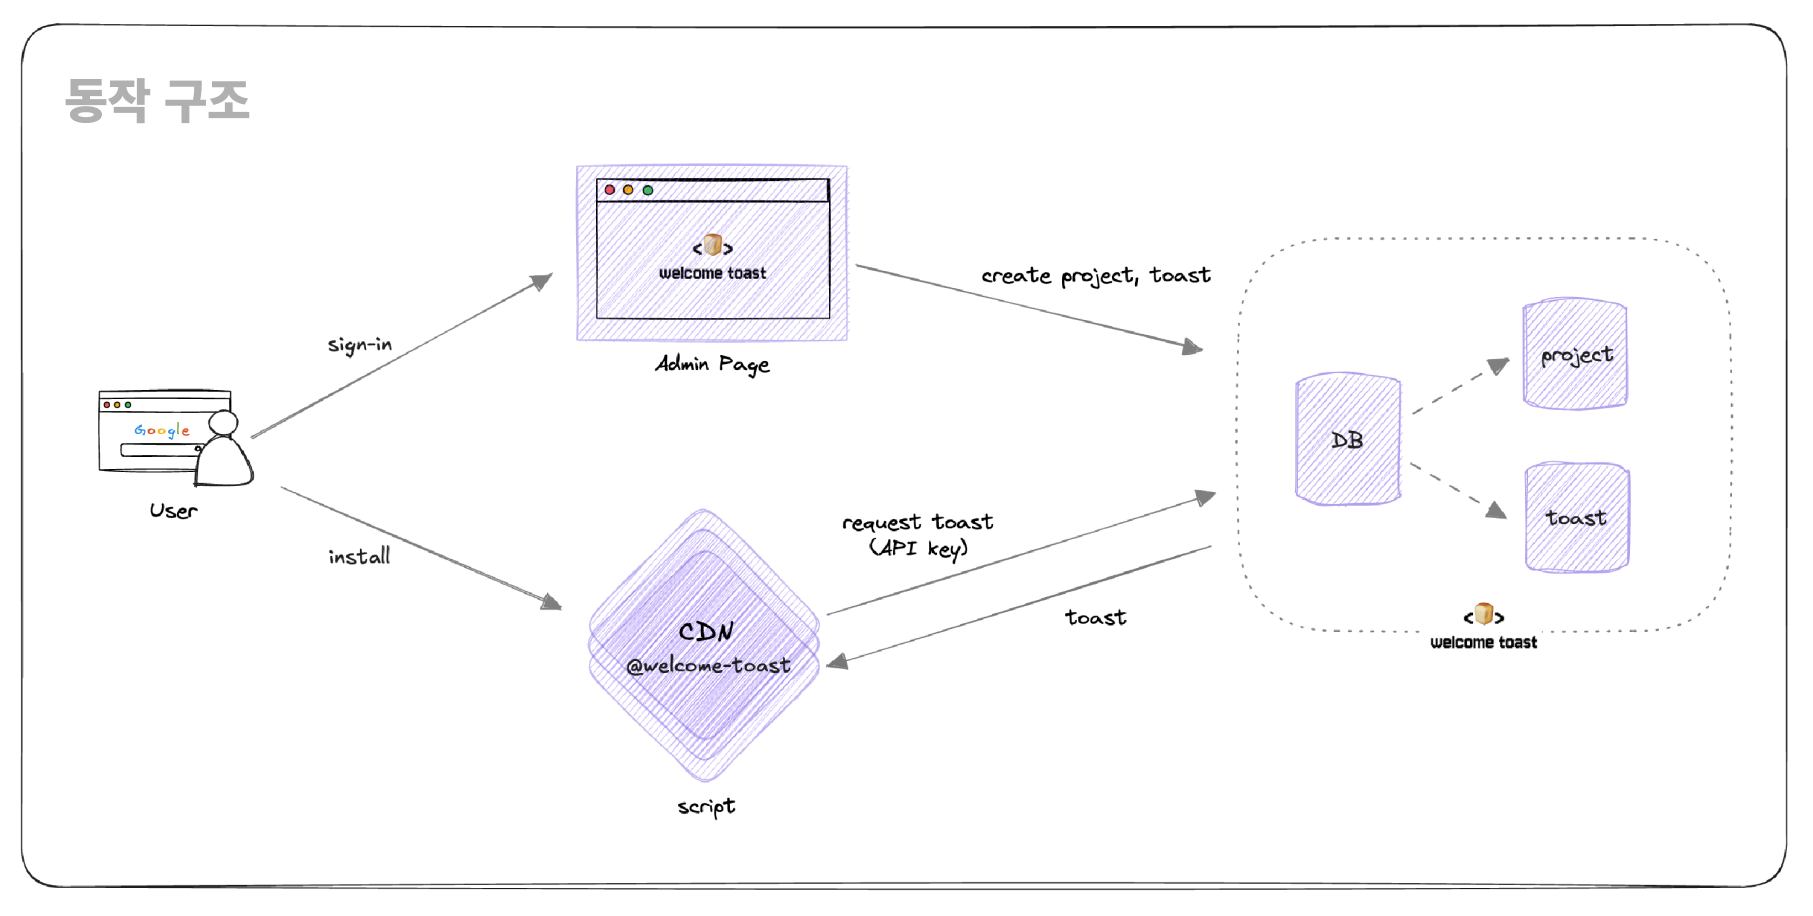 동작 구조
< >
welcome toast
Admin Page
sign-in
create project, toast
Google
User
install
CDN
@welcome-toast
script
request toast
(API key)
toast
DB
project
toast
< >
welcome toast